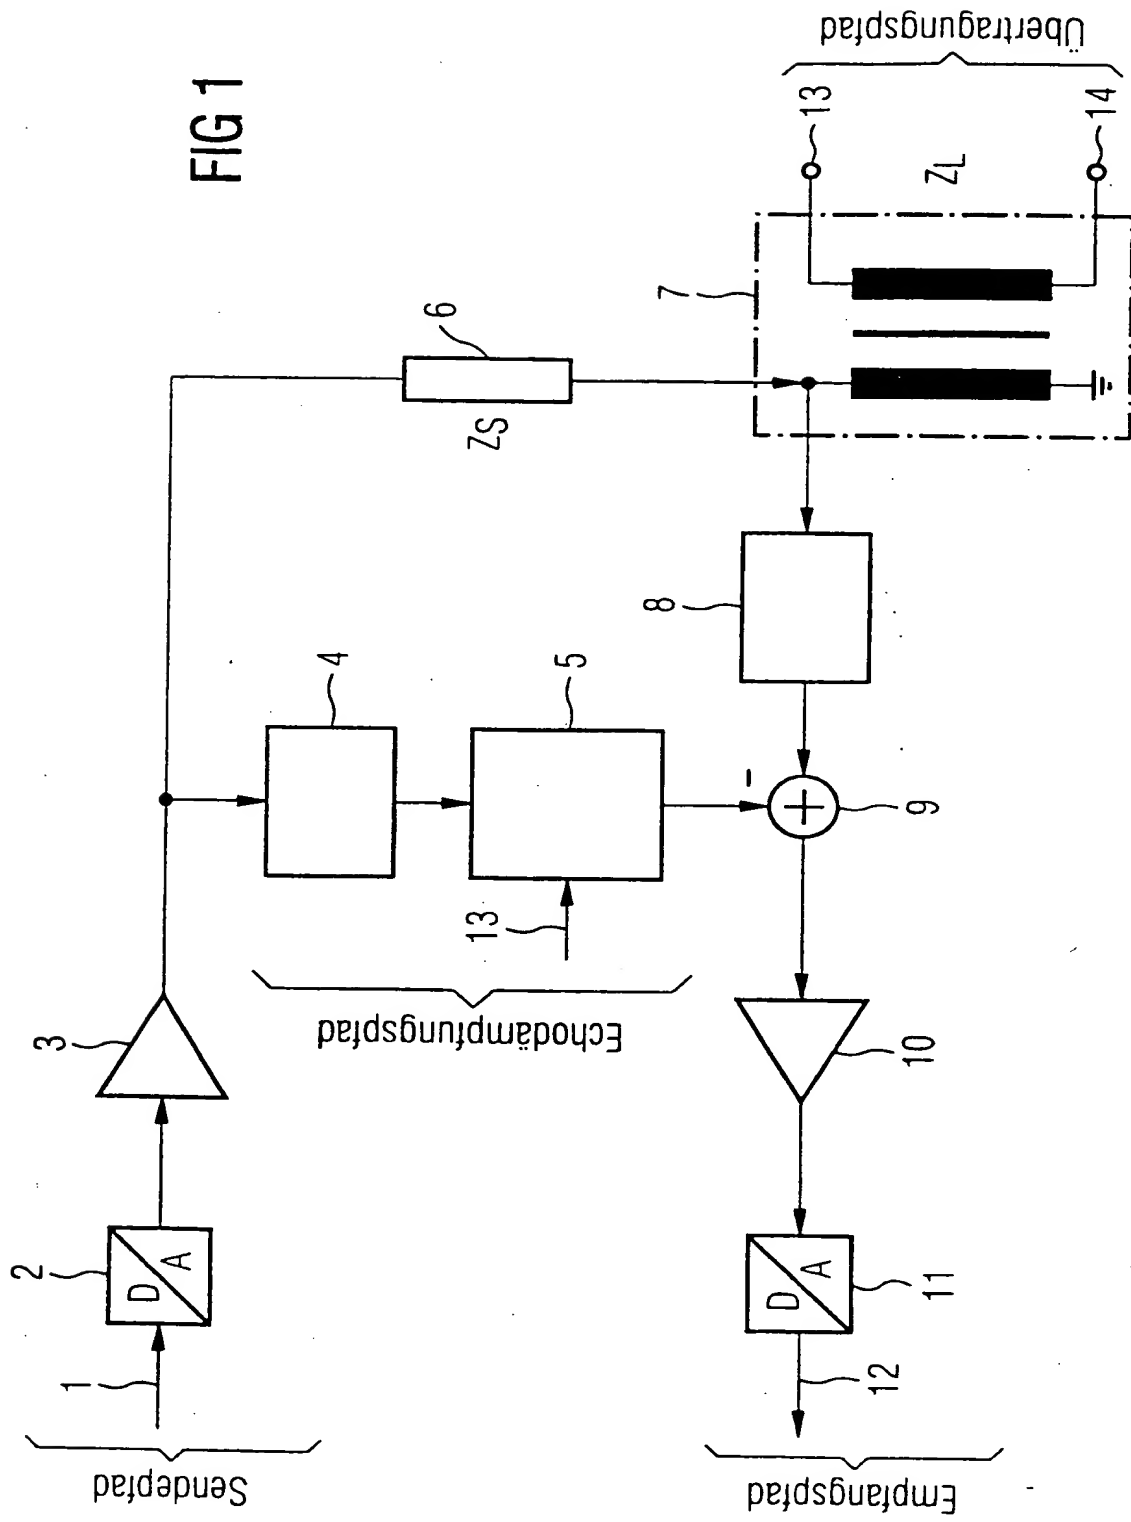 FIG 1
Sendepfad
1
2
D
A
3
4
5
13
Echodämpfungspfad
6
ZS
7
ZL
13
14
Übertragungspfad
8
-
+
9
10
11
D
A
12
Empfangspfad